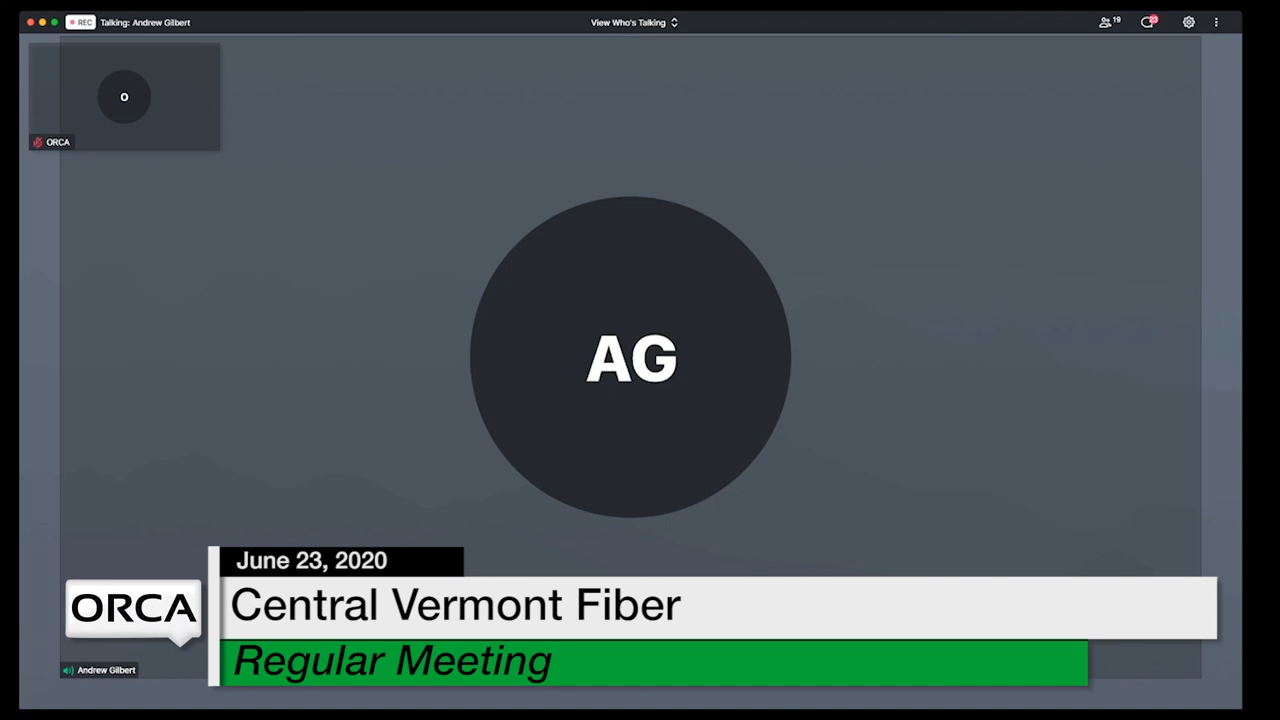 REC Talking: Andrew Gilbert
View Who's Talking
19
23
O
ORCA
AG
June 23, 2020
ORCA
Central Vermont Fiber
Regular Meeting
Andrew Gilbert